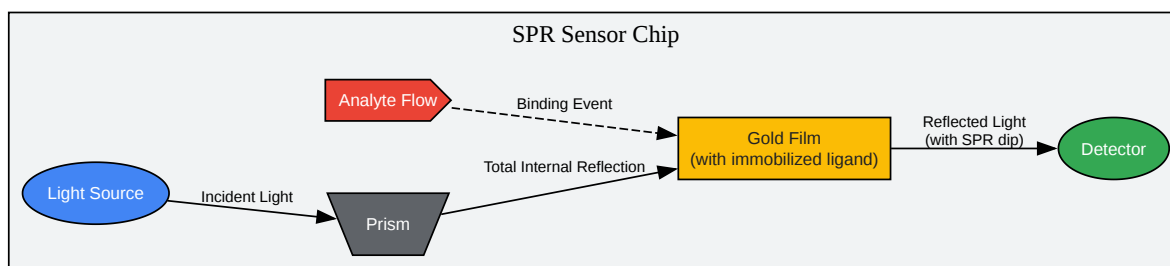 SPR Sensor Chip
Analyte Flow
Binding Event
Gold Film
(with immobilized ligand)
Reflected Light
(with SPR dip)
Detector
Light Source
Incident Light
Prism
Total Internal Reflection